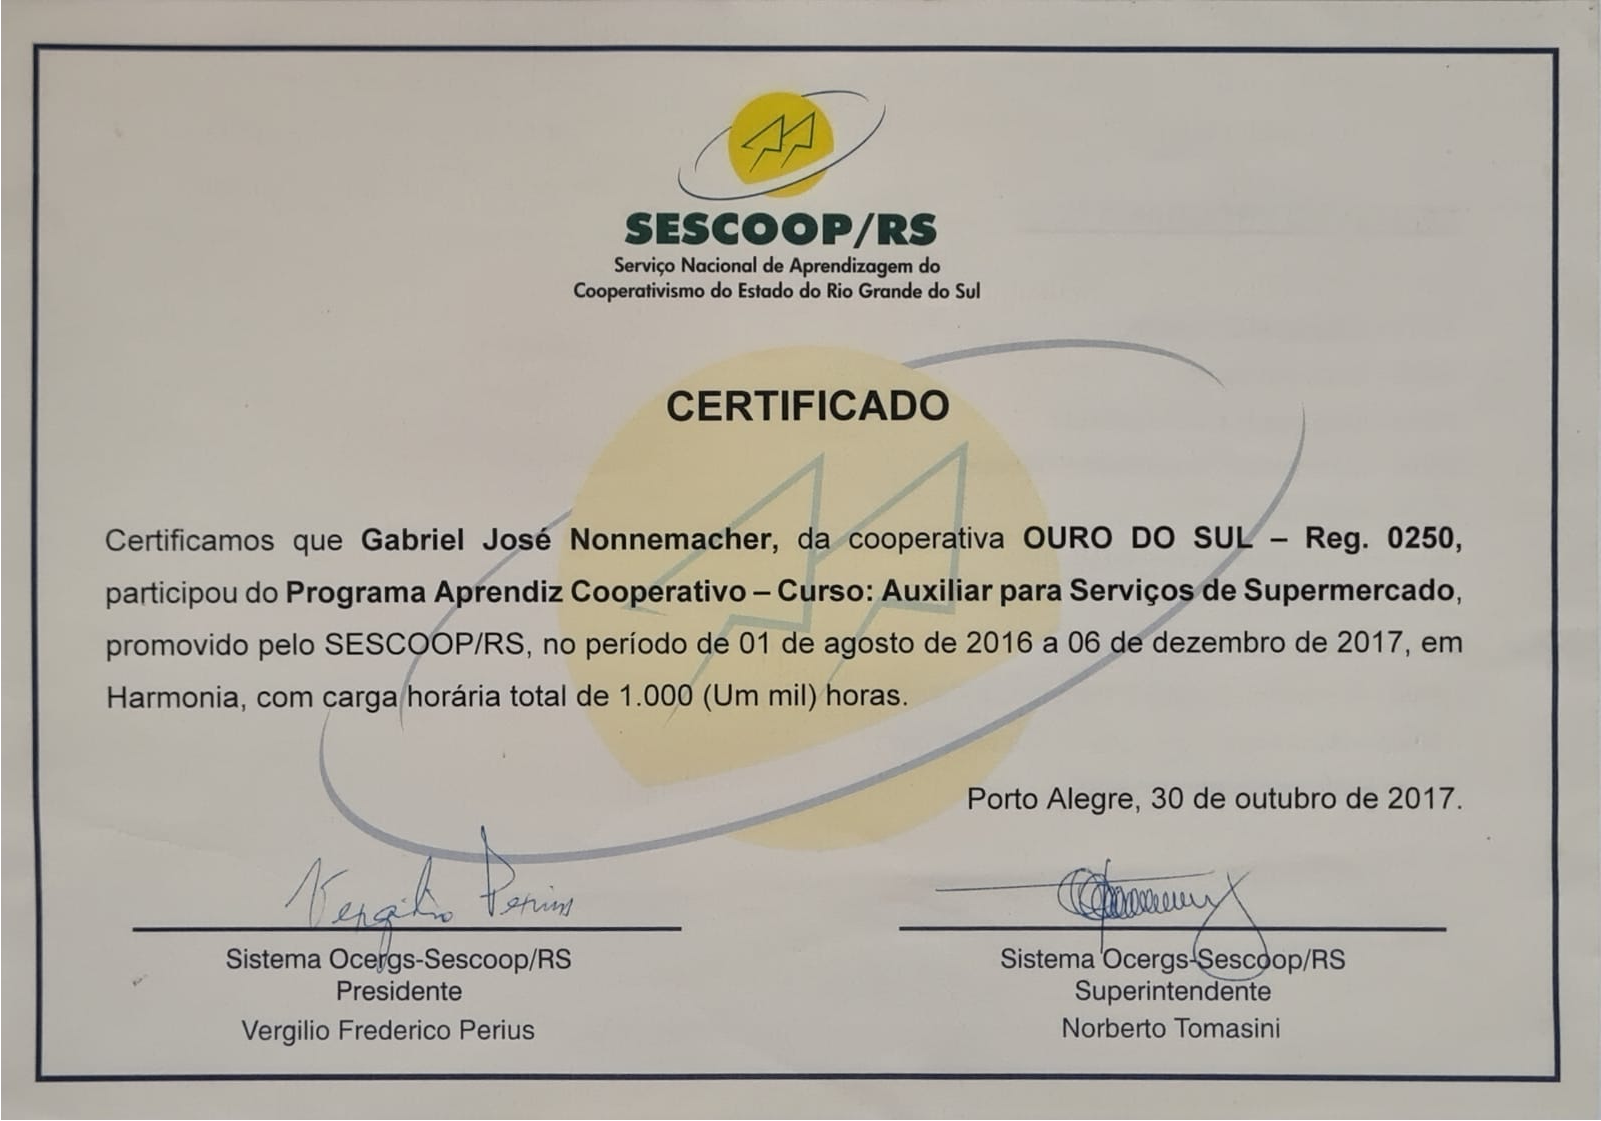 SESCOOP/RS
Serviço Nacional de Aprendizagem do
Cooperativismo do Estado do Rio Grande do Sul
CERTIFICADO
Certificamos que Gabriel José Nonnemacher, da cooperativa OURO DO SUL – Reg. 0250,
participou do Programa Aprendiz Cooperativo – Curso: Auxiliar para Serviços de Supermercado,
promovido pelo SESCOOP/RS, no período de 01 de agosto de 2016 a 06 de dezembro de 2017, em
Harmonia, com carga horária total de 1.000 (Um mil) horas.
Porto Alegre, 30 de outubro de 2017.
Vergilio Perius
Sistema Ocergs-Sescoop/RS
Presidente
Vergilio Frederico Perius
Sistema Ocergs-Sescoop/RS
Superintendente
Norberto Tomasini